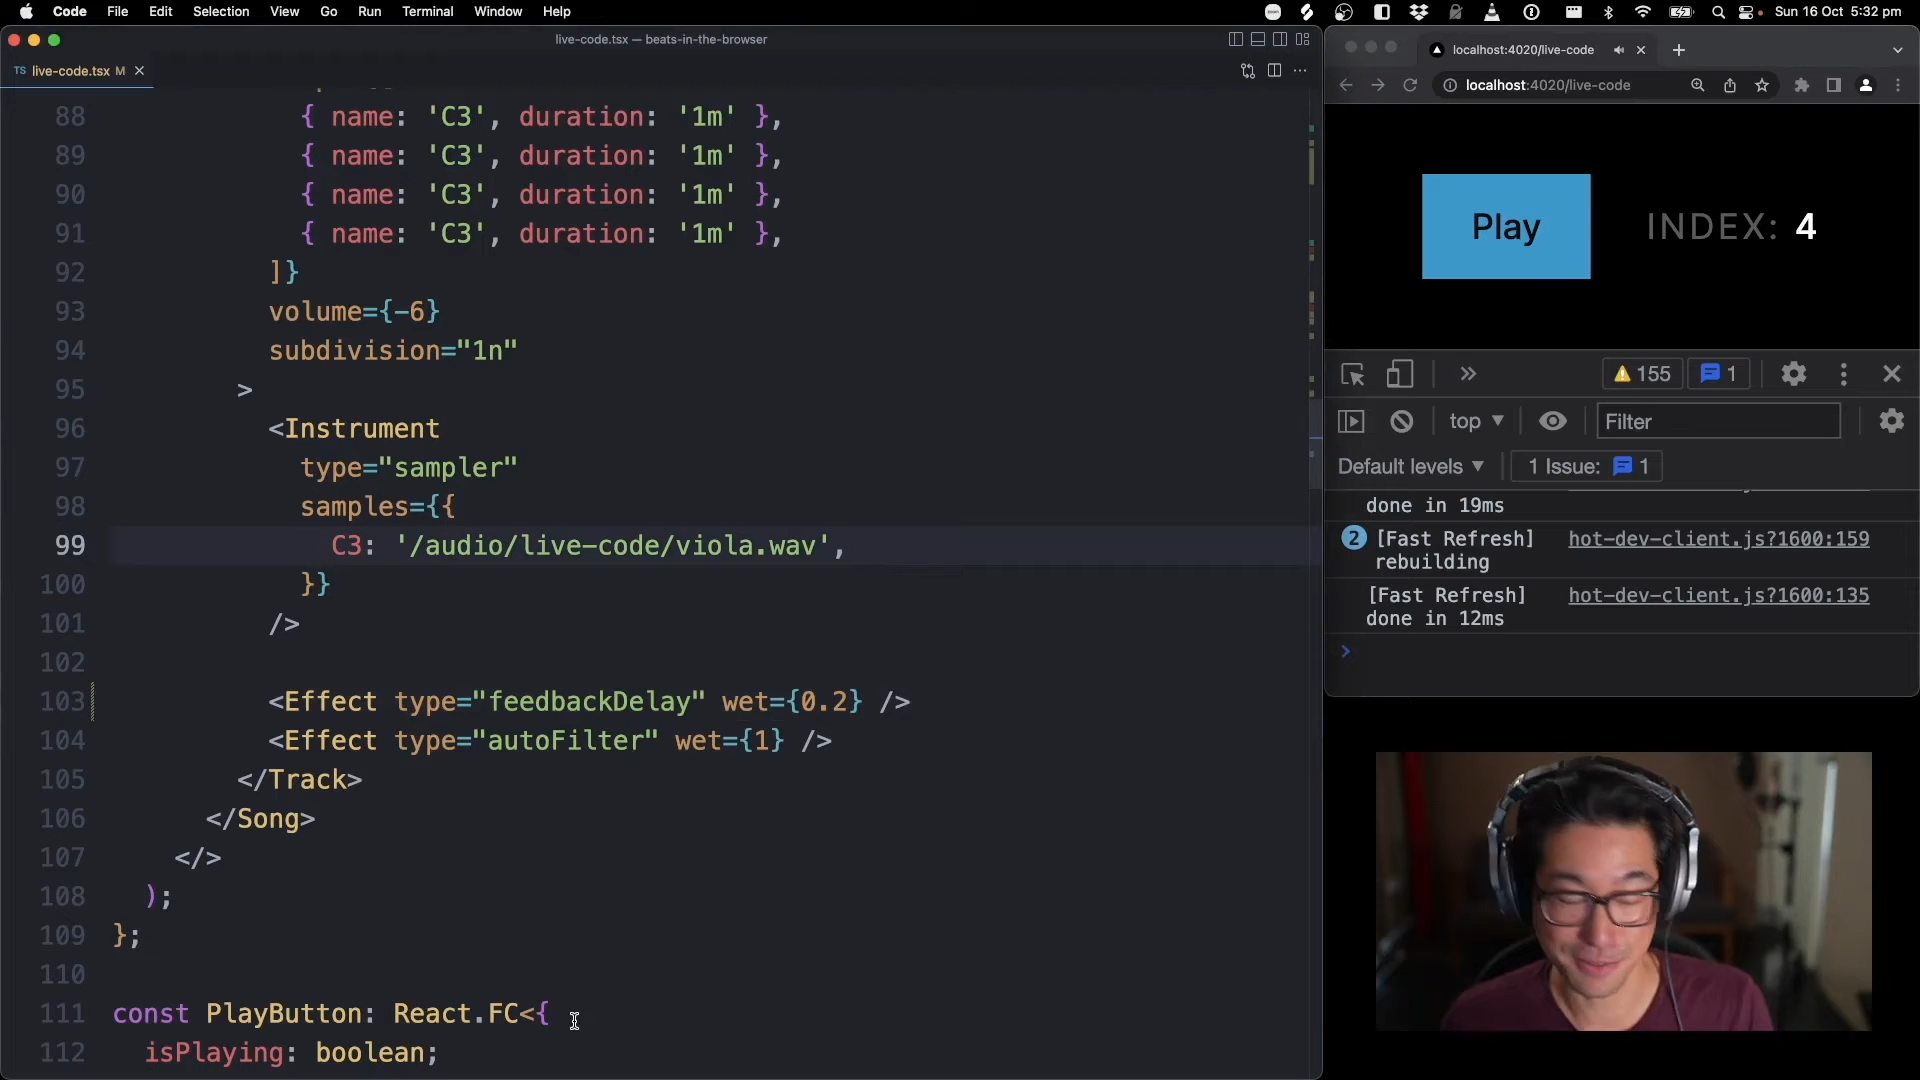 Code File Edit Selection View Go Run Terminal Window Help
Sun 16 Oct 5:32 pm
live-code.tsx — beats-in-the-browser
TS live-code.tsx M
88 { name: 'C3', duration: '1m' },
89 { name: 'C3', duration: '1m' },
90 { name: 'C3', duration: '1m' },
91 { name: 'C3', duration: '1m' },
92 ]}
93 volume={-6}
94 subdivision="1n"
95 >
96 <Instrument
97 type="sampler"
98 samples={{
99 C3: '/audio/live-code/viola.wav',
100 }}
101 />
102
103 <Effect type="feedbackDelay" wet={0.2} />
104 <Effect type="autoFilter" wet={1} />
105 </Track>
106 </Song>
107 </>
108 );
109 };
110
111 const PlayButton: React.FC<{
112 isPlaying: boolean;
localhost:4020/live-code
localhost:4020/live-code
Play INDEX: 4
155 1
top Filter
Default levels 1 Issue: 1
done in 19ms
2 [Fast Refresh] hot-dev-client.js?1600:159
rebuilding
[Fast Refresh] hot-dev-client.js?1600:135
done in 12ms